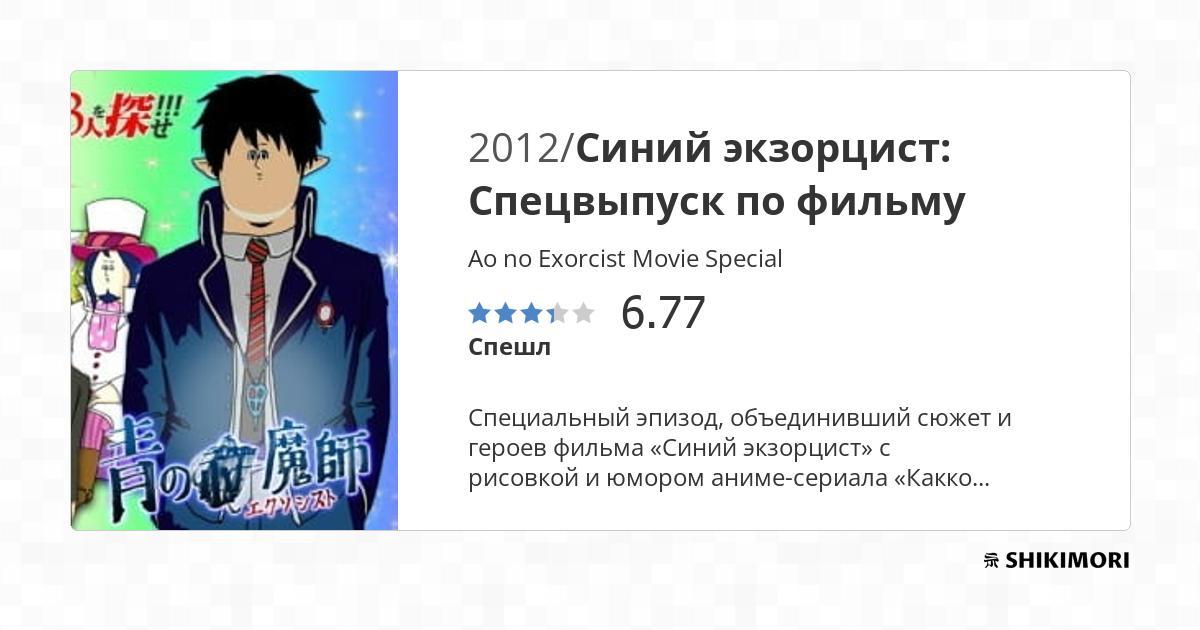 3人を探せ!!!
青の祓魔師
エクソシスト
2012/Синий экзорцист:
Спецвыпуск по фильму
Ao no Exorcist Movie Special
6.77
Спешл
Специальный эпизод, объединивший сюжет и
героев фильма «Синий экзорцист» с
рисовкой и юмором аниме-сериала «Какко...
SHIKIMORI